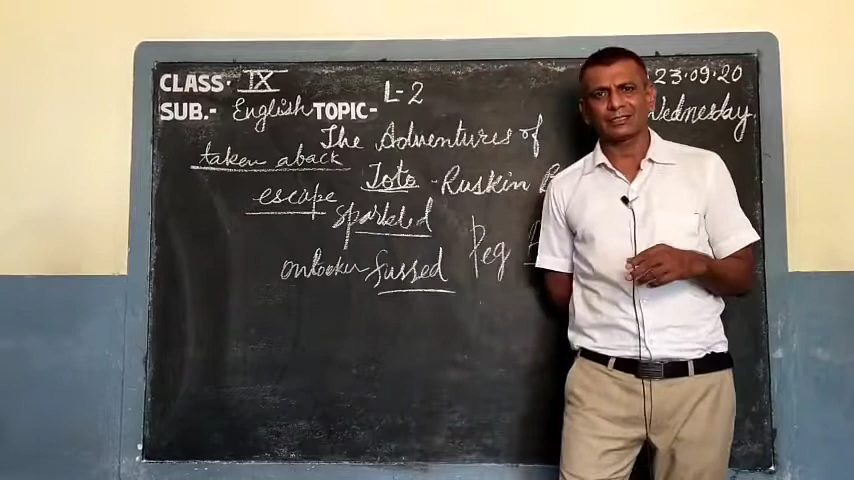 CLASS- IX L-2 23.09.20
SUB.- English TOPIC- Wednesday
The Adventures of
taken aback Toto - Ruskin B
escape sparkled
Peg
onlooker fussed